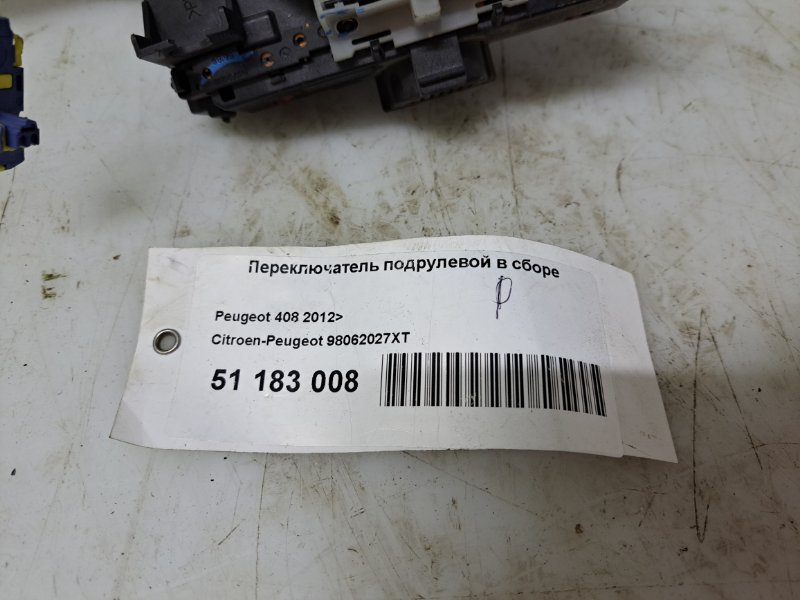 Переключатель подрулевой в сборе
Peugeot 408 2012>
Citroen-Peugeot 98062027XT
51 183 008